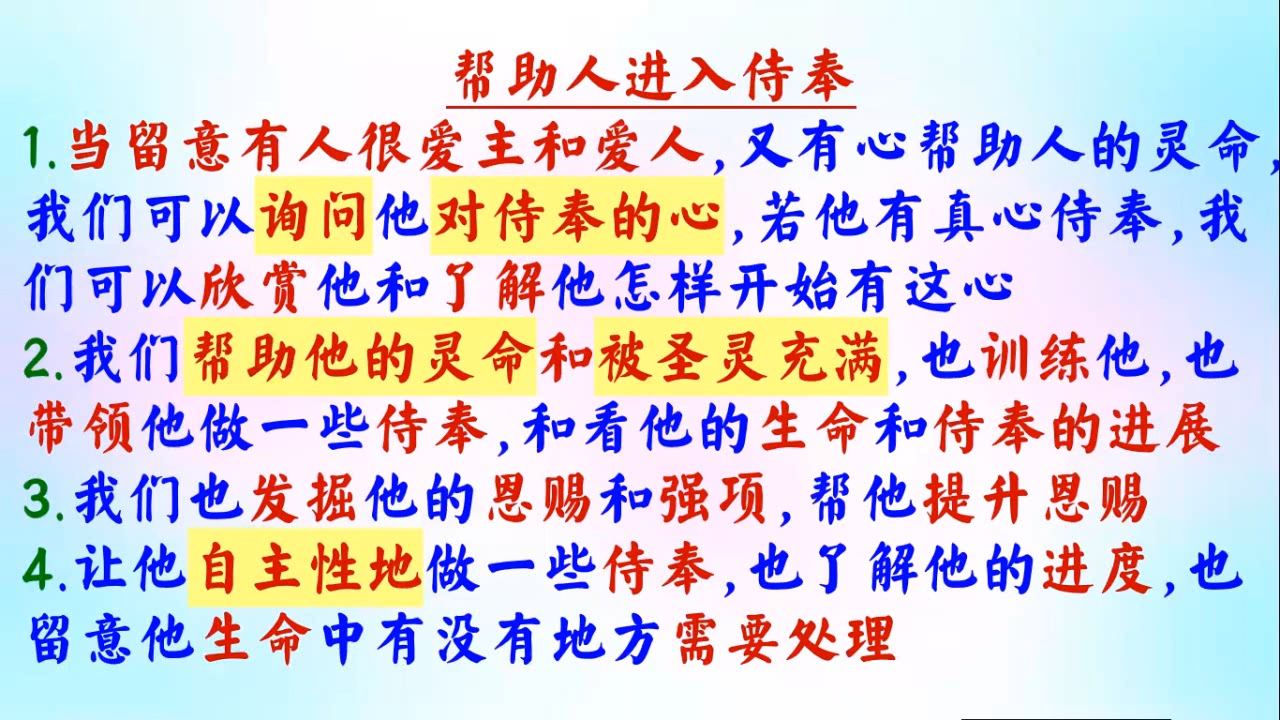 帮助人进入侍奉
1.当留意有人很爱主和爱人,又有心帮助人的灵命,
我们可以询问他对侍奉的心,若他有真心侍奉,我
们可以欣赏他和了解他怎样开始有这心
2.我们帮助他的灵命和被圣灵充满,也训练他,也
带领他做一些侍奉,和看他的生命和侍奉的进展
3.我们也发掘他的恩赐和强项,帮他提升恩赐
4.让他自主性地做一些侍奉,也了解他的进度,也
留意他生命中有没有地方需要处理